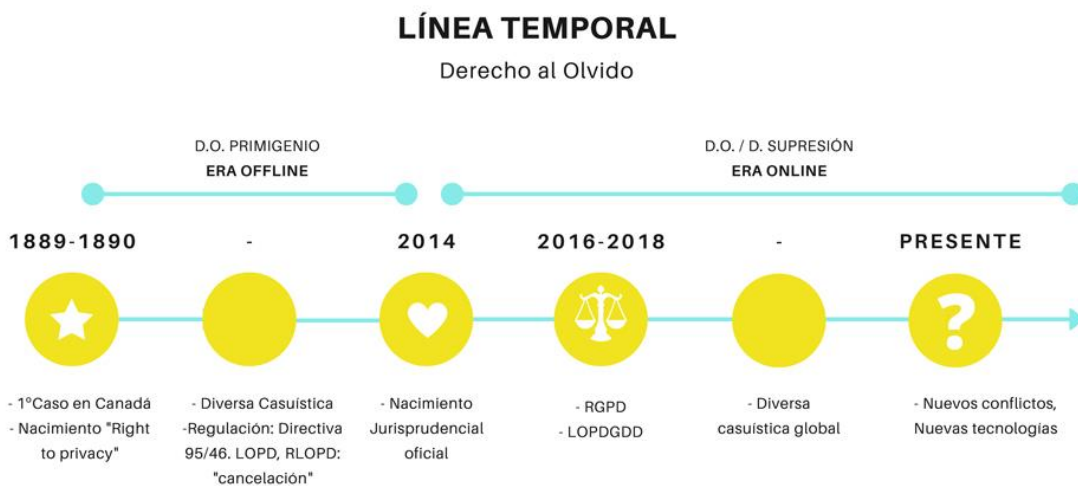 LÍNEA TEMPORAL
Derecho al Olvido
D.O. PRIMIGENIO
ERA OFFLINE
D.O. / D. SUPRESIÓN
ERA ONLINE
1889-1890
-
2014
2016-2018
-
PRESENTE
?
- 1ºCaso en Canadá
- Nacimiento "Right
to privacy"
- Diversa Casuística
-Regulación: Directiva
95/46. LOPD, RLOPD:
"cancelación"
- Nacimiento
Jurisprudencial
oficial
- RGPD
- LOPDGDD
- Diversa
casuística global
- Nuevos conflictos,
Nuevas tecnologías